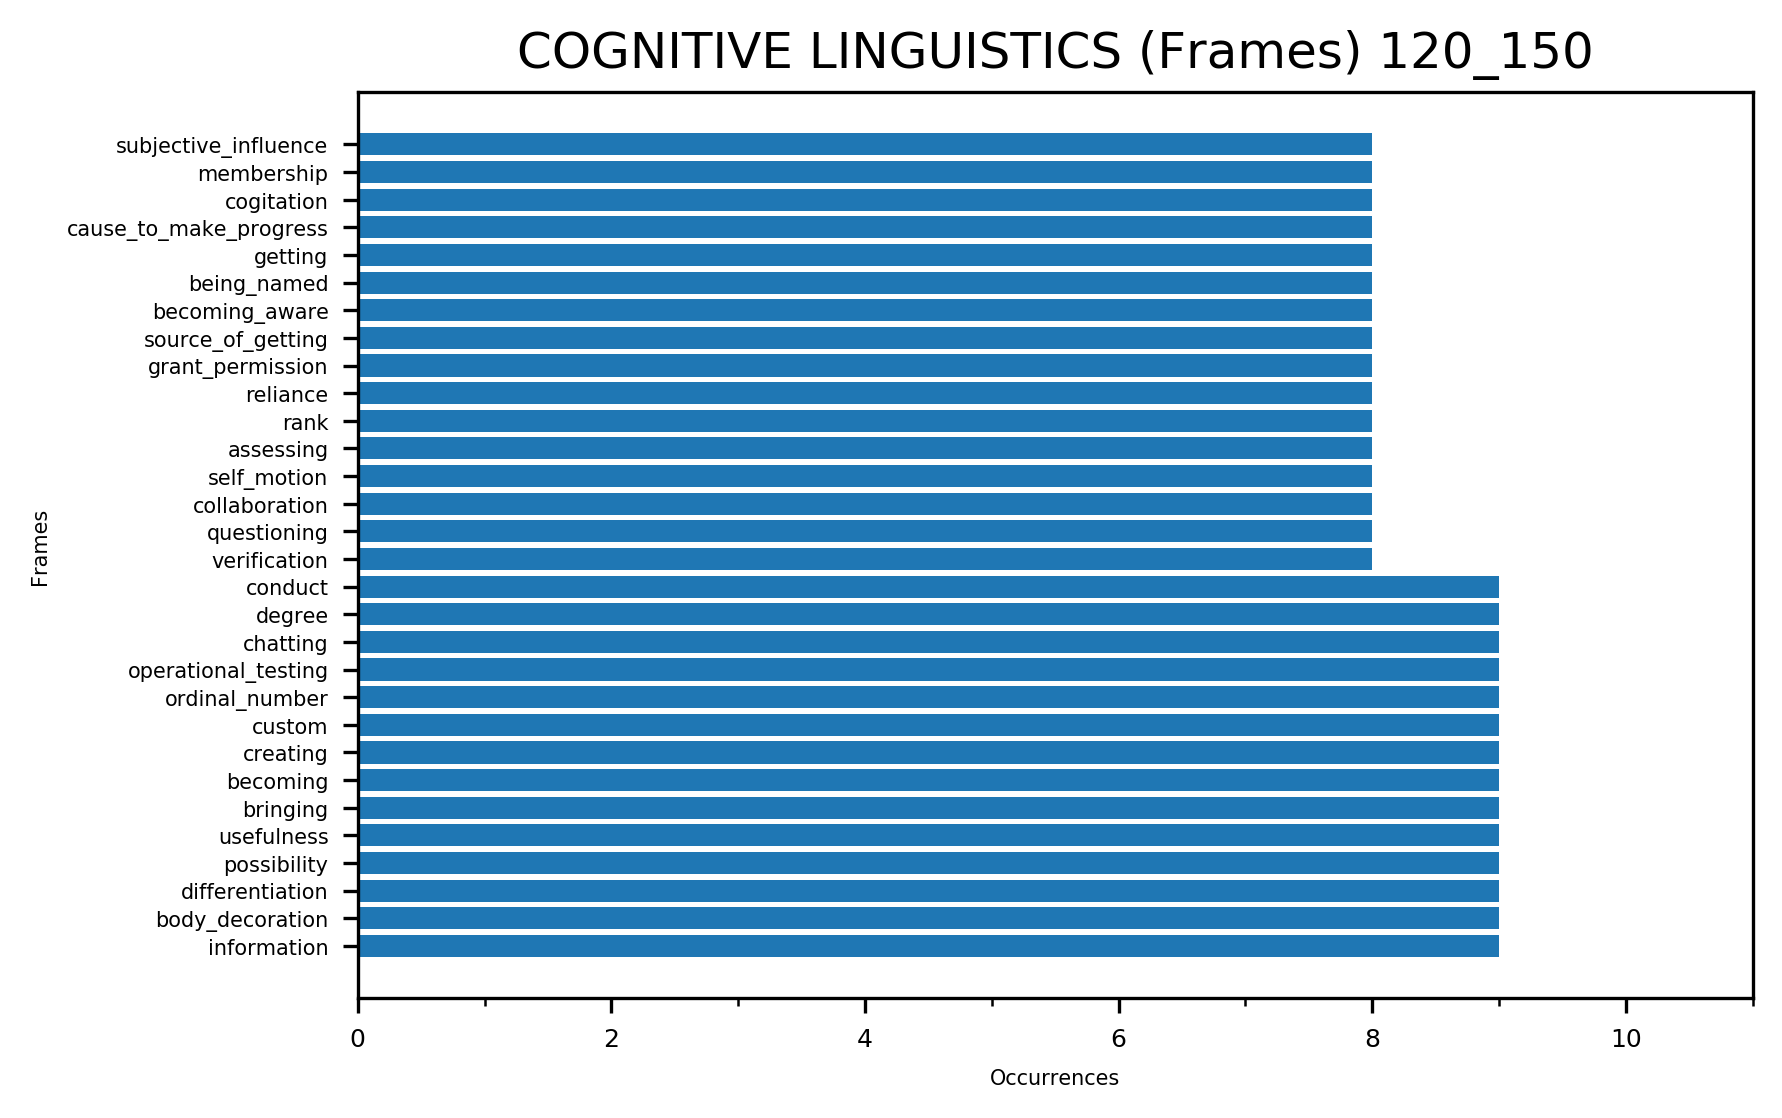 COGNITIVE LINGUISTICS (Frames) 120_150
subjective_influence
membership
cogitation
cause_to_make_progress
getting
being_named
becoming_aware
source_of_getting
grant_permission
reliance
rank
assessing
self_motion
collaboration
questioning
verification
conduct
degree
chatting
operational_testing
ordinal_number
custom
creating
becoming
bringing
usefulness
possibility
differentiation
body_decoration
information
Frames
0 2 4 6 8 10
Occurrences